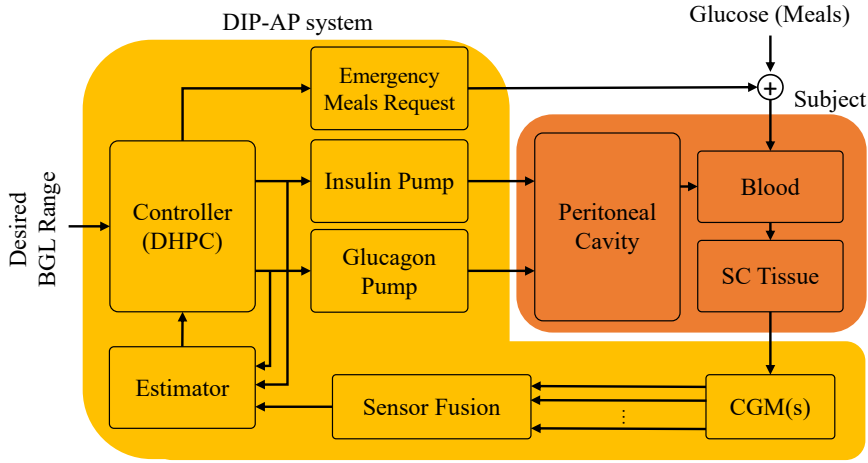 DIP-AP system
Glucose (Meals)
Emergency
Meals Request
+
Subject
Desired
BGL Range
Controller
(DHPC)
Insulin Pump
Glucagon
Pump
Peritoneal
Cavity
Blood
SC Tissue
Estimator
Sensor Fusion
...
CGM(s)